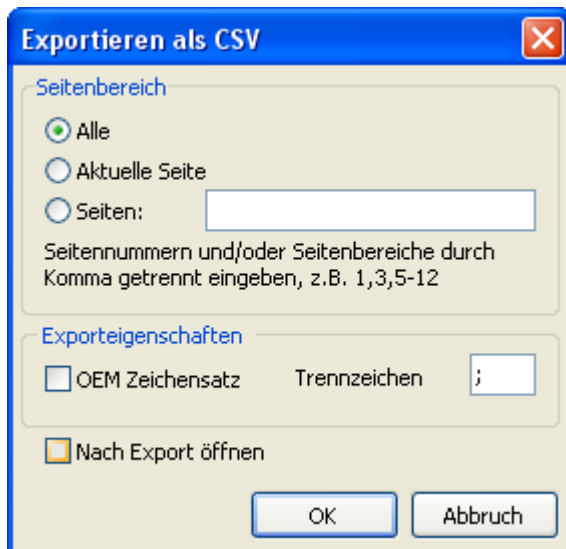 Exportieren als CSV
Seitenbereich
Alle
Aktuelle Seite
Seiten:
Seitennummern und/oder Seitenbereiche durch
Komma getrennt eingeben, z.B. 1,3,5-12
Exporteigenschaften
OEM Zeichensatz Trennzeichen ;
Nach Export öffnen
OK Abbruch